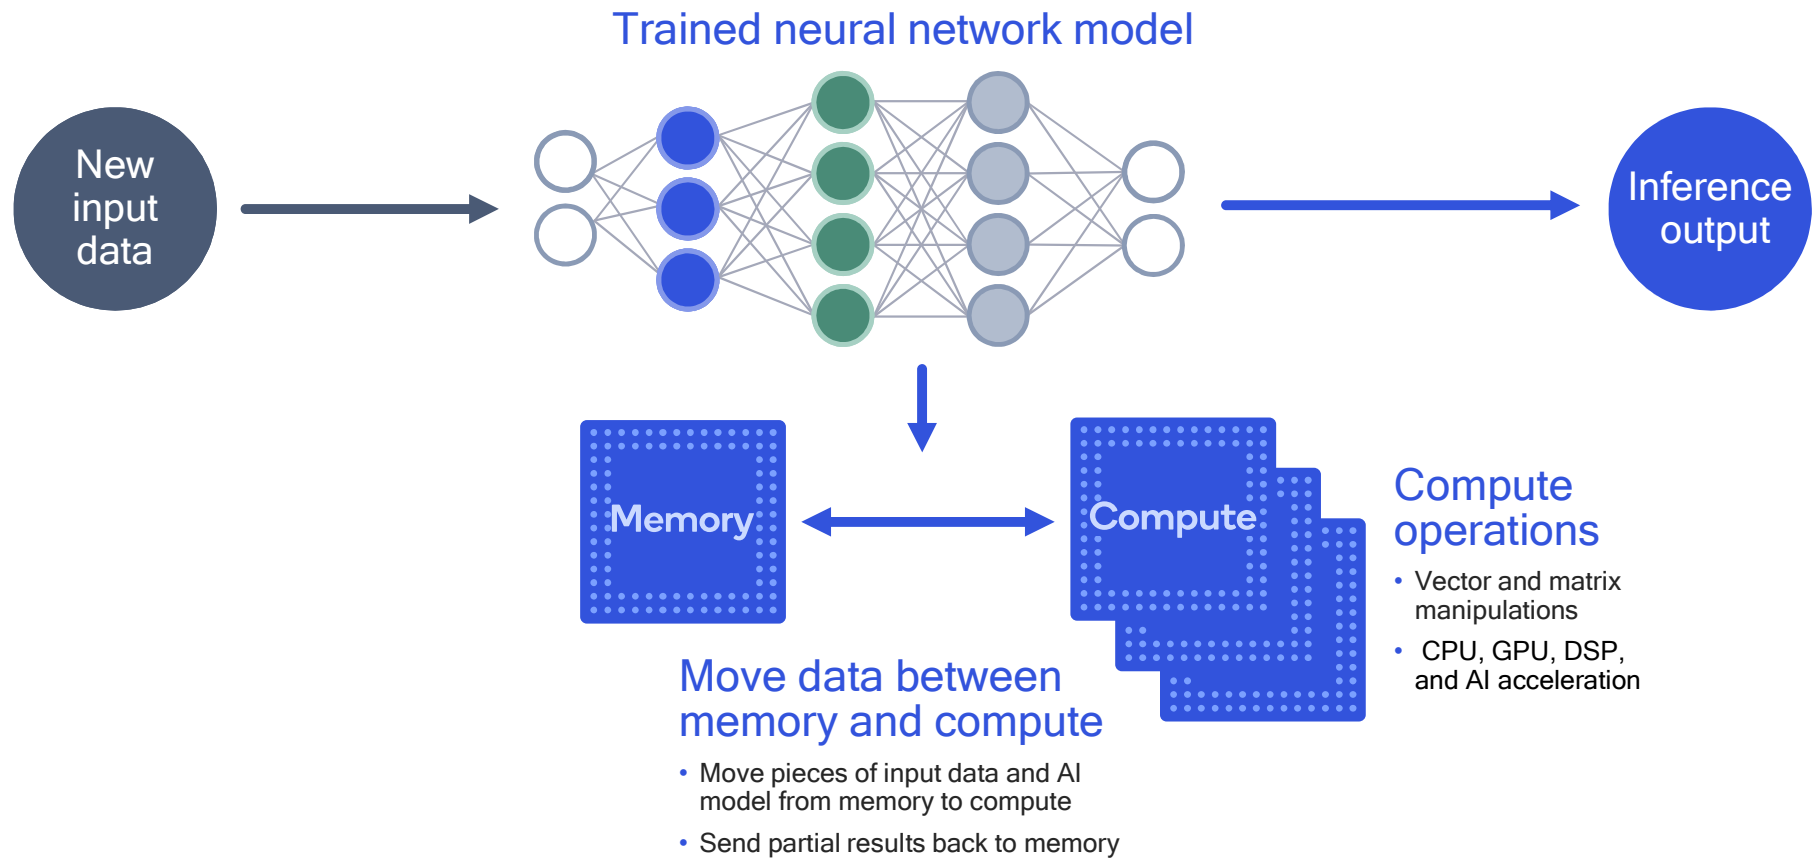 Trained neural network model
New
input
data
Inference
output
Memory
Compute
Compute
operations
• Vector and matrix
manipulations
• CPU, GPU, DSP,
and AI acceleration
Move data between
memory and compute
• Move pieces of input data and AI
model from memory to compute
• Send partial results back to memory